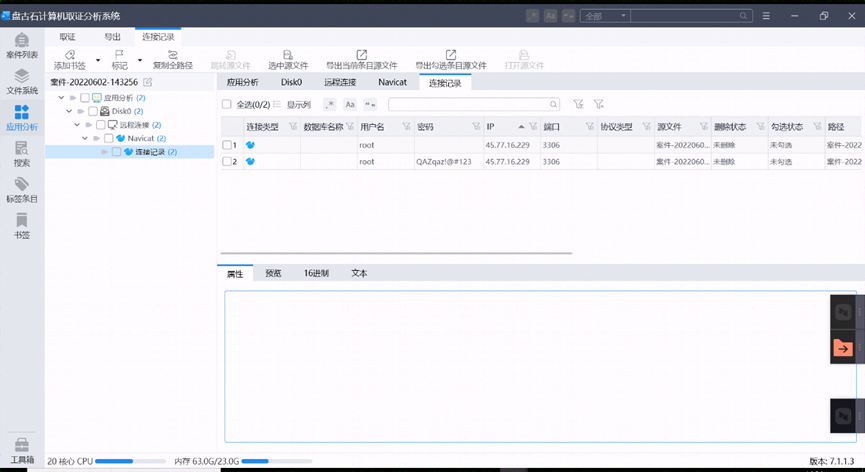 盘古石计算机取证分析系统
Aa
全部
取证 导出 连接记录
添加书签 标记 复制全路径 跳转源文件 选中源文件 导出当前条目源文件 导出勾选条目源文件 打开源文件
案件列表
文件系统
应用分析
搜索
标签条目
书签
工具箱
案件-20220602-143256
应用分析 (2)
Disk0 (2)
远程连接 (2)
Navicat (2)
连接记录 (2)
应用分析 Disk0 远程连接 Navicat 连接记录
全选(0/2) 显示列 .* Aa
连接类型 数据库名称 用户名 密码 IP 端口 协议类型 源文件 删除状态 勾选状态 路径
1 root 45.77.16.229 3306 案件-2022060... 未删除 未勾选 案件-2022
2 root QAZqaz!@#123 45.77.16.229 3306 案件-2022060... 未删除 未勾选 案件-2022
属性 预览 16进制 文本
20 核心 CPU 内存 63.0G/23.0G 版本: 7.1.1.3